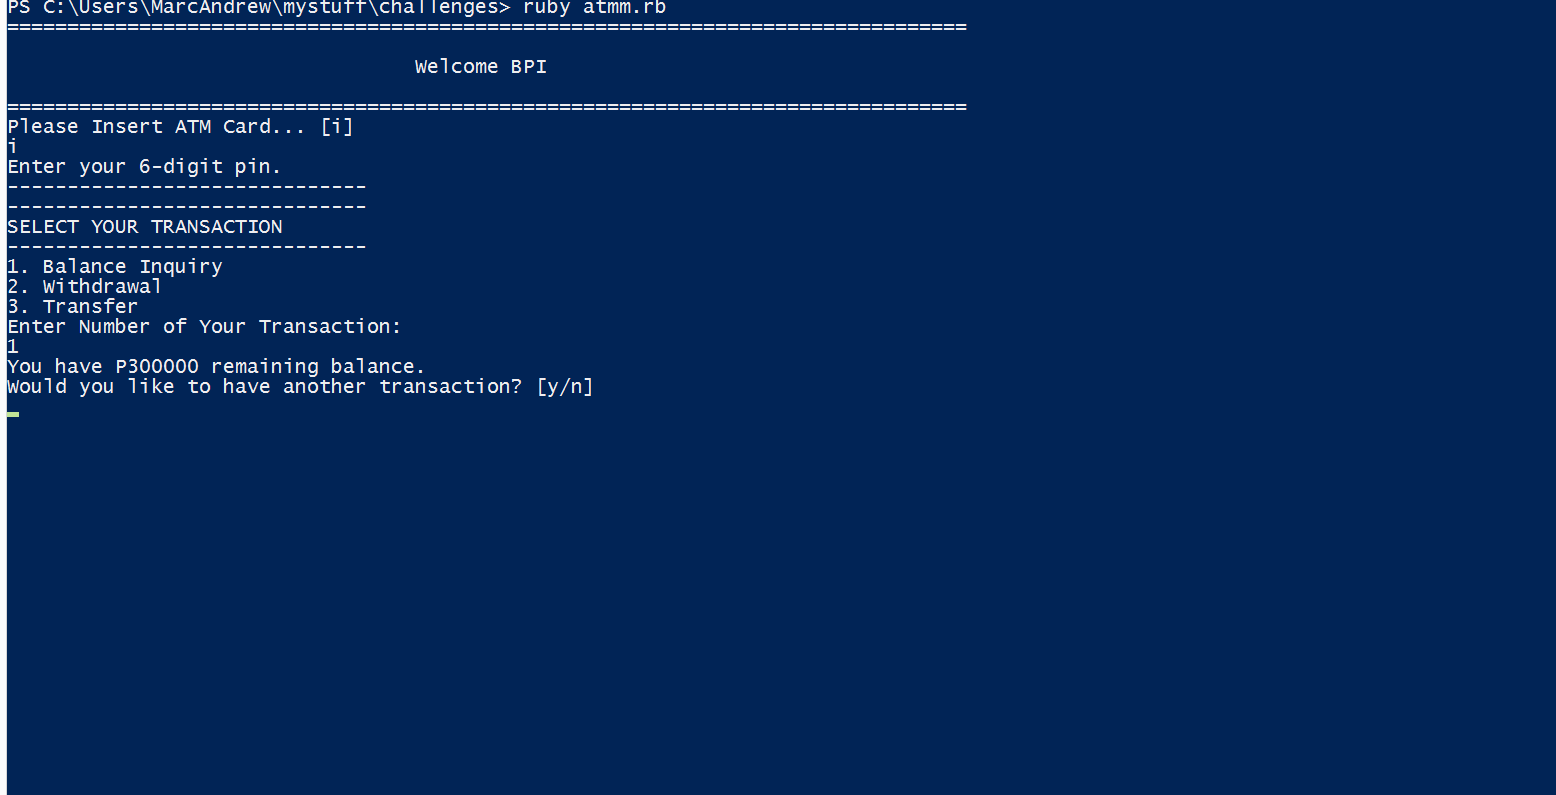 PS C:\Users\MarcAndrew\mystuff\challenges> ruby atmm.rb
================================================================================
Welcome BPI
================================================================================
Please Insert ATM Card... [i]
i
Enter your 6-digit pin.
------------------------------
------------------------------
SELECT YOUR TRANSACTION
------------------------------
1. Balance Inquiry
2. Withdrawal
3. Transfer
Enter Number of Your Transaction:
1
You have P300000 remaining balance.
Would you like to have another transaction? [y/n]